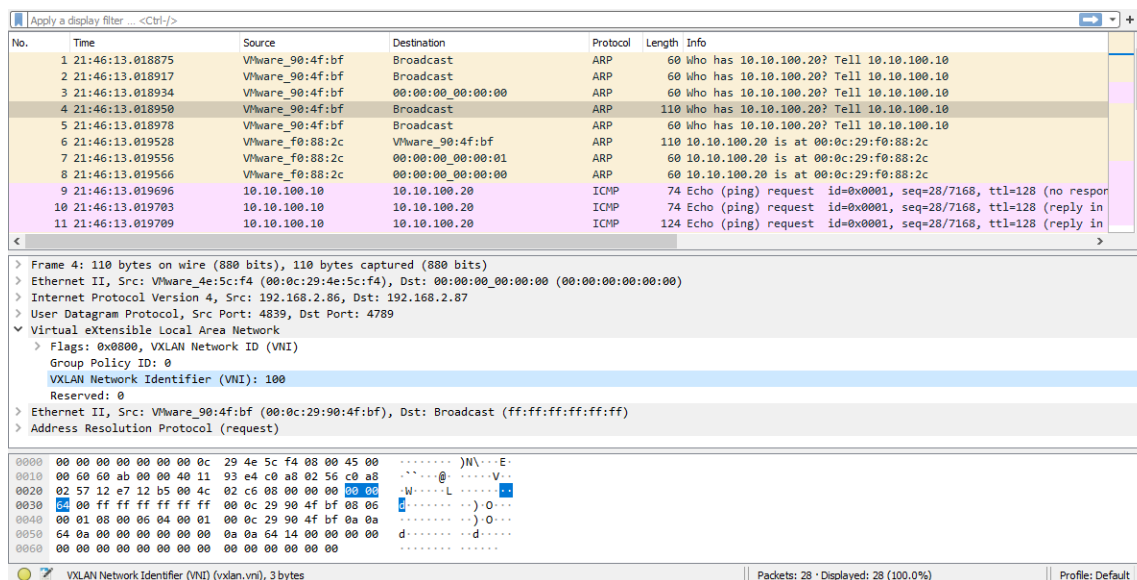 Apply a display filter ... <Ctrl-/>
No. Time Source Destination Protocol Length Info
1 21:46:13.018875 VMware_90:4f:bf Broadcast ARP 60 Who has 10.10.100.20? Tell 10.10.100.10
2 21:46:13.018917 VMware_90:4f:bf Broadcast ARP 60 Who has 10.10.100.20? Tell 10.10.100.10
3 21:46:13.018934 VMware_90:4f:bf 00:00:00_00:00:00 ARP 60 Who has 10.10.100.20? Tell 10.10.100.10
4 21:46:13.018950 VMware_90:4f:bf Broadcast ARP 110 Who has 10.10.100.20? Tell 10.10.100.10
5 21:46:13.018978 VMware_90:4f:bf Broadcast ARP 60 Who has 10.10.100.20? Tell 10.10.100.10
6 21:46:13.019528 VMware_f0:88:2c VMware_90:4f:bf ARP 110 10.10.100.20 is at 00:0c:29:f0:88:2c
7 21:46:13.019556 VMware_f0:88:2c 00:00:00_00:00:01 ARP 60 10.10.100.20 is at 00:0c:29:f0:88:2c
8 21:46:13.019566 VMware_f0:88:2c 00:00:00_00:00:00 ARP 60 10.10.100.20 is at 00:0c:29:f0:88:2c
9 21:46:13.019696 10.10.100.10 10.10.100.20 ICMP 74 Echo (ping) request id=0x0001, seq=28/7168, ttl=128 (no respor
10 21:46:13.019703 10.10.100.10 10.10.100.20 ICMP 74 Echo (ping) request id=0x0001, seq=28/7168, ttl=128 (reply in
11 21:46:13.019709 10.10.100.10 10.10.100.20 ICMP 124 Echo (ping) request id=0x0001, seq=28/7168, ttl=128 (reply in
Frame 4: 110 bytes on wire (880 bits), 110 bytes captured (880 bits)
Ethernet II, Src: VMware_4e:5c:f4 (00:0c:29:4e:5c:f4), Dst: 00:00:00_00:00:00 (00:00:00:00:00:00)
Internet Protocol Version 4, Src: 192.168.2.86, Dst: 192.168.2.87
User Datagram Protocol, Src Port: 4839, Dst Port: 4789
Virtual eXtensible Local Area Network
Flags: 0x0800, VXLAN Network ID (VNI)
Group Policy ID: 0
VXLAN Network Identifier (VNI): 100
Reserved: 0
Ethernet II, Src: VMware_90:4f:bf (00:0c:29:90:4f:bf), Dst: Broadcast (ff:ff:ff:ff:ff:ff)
Address Resolution Protocol (request)
0000 00 00 00 00 00 00 00 0c 29 4e 5c f4 08 00 45 00 ········ )N\···E·
0010 00 60 60 ab 00 00 40 11 93 e4 c0 a8 02 56 c0 a8 ·``···@· ·····V··
0020 02 57 12 e7 12 b5 00 4c 02 c6 08 00 00 00 00 00 ·W·····L ········
0030 64 00 ff ff ff ff ff ff 00 0c 29 90 4f bf 08 06 d······· ··)·O···
0040 00 01 08 00 06 04 00 01 00 0c 29 90 4f bf 0a 0a ········ ··)·O···
0050 64 0a 00 00 00 00 00 00 0a 0a 64 14 00 00 00 00 d······· ··d·····
0060 00 00 00 00 00 00 00 00 00 00 00 00 00 00 ········ ······
VXLAN Network Identifier (VNI) (vxlan.vni), 3 bytes Packets: 28 · Displayed: 28 (100.0%) Profile: Default